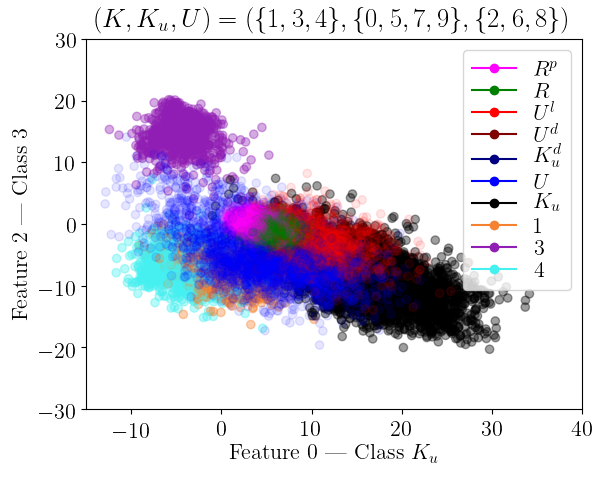 (K, K_u, U) = ({1, 3, 4}, {0, 5, 7, 9}, {2, 6, 8})
30
20
10
0
−10
−20
−30
Feature 2 — Class 3
R^p
R
U^l
U^d
K_u^d
U
K_u
1
3
4
−10
0
10
20
30
40
Feature 0 — Class K_u